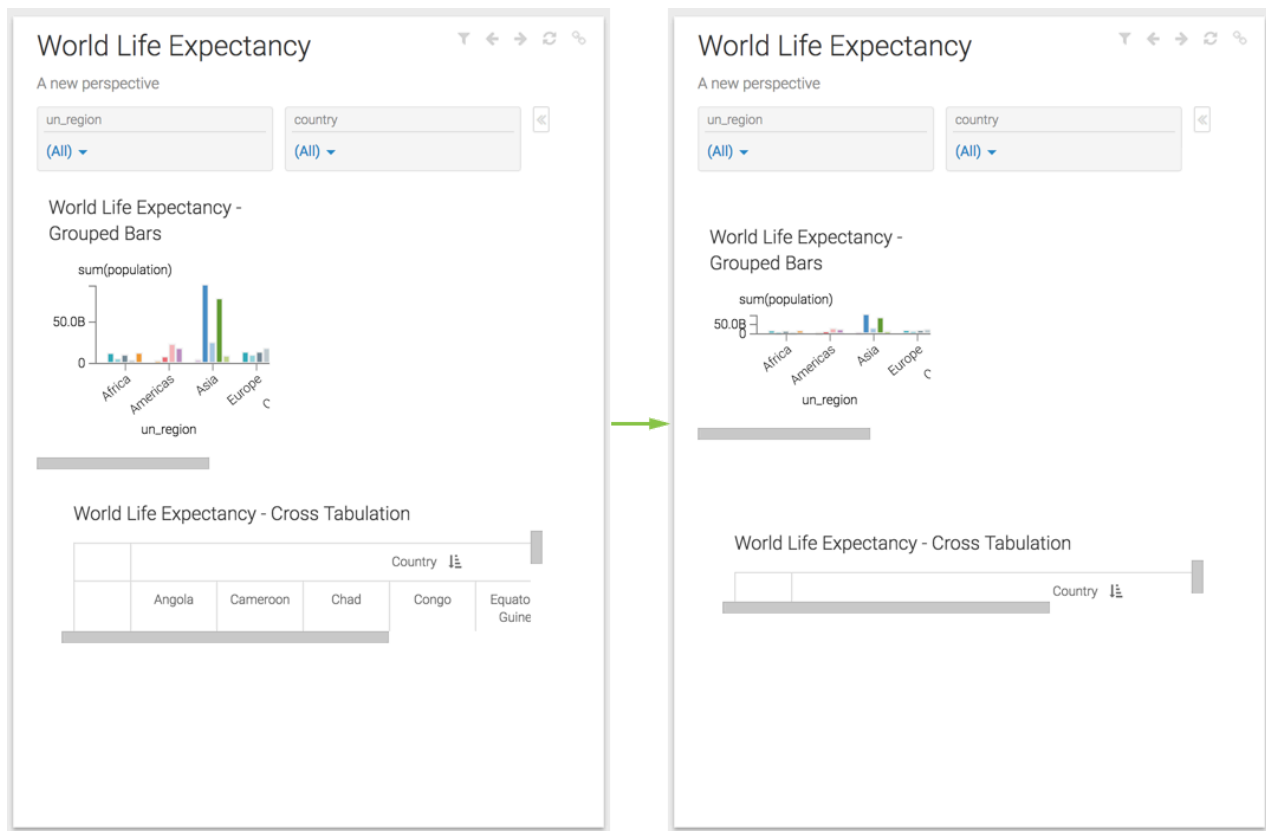 World Life Expectancy
A new perspective
un_region
country
(All)
(All)
World Life Expectancy -
Grouped Bars
sum(population)
50.0B
0
Africa
Americas
Asia
Europe
un_region
World Life Expectancy - Cross Tabulation
Country
Angola Cameroon Chad Congo Equato
Guine
World Life Expectancy
A new perspective
un_region
country
(All)
(All)
World Life Expectancy -
Grouped Bars
sum(population)
50.0B
0
Africa
Americas
Asia
Europe
un_region
World Life Expectancy - Cross Tabulation
Country